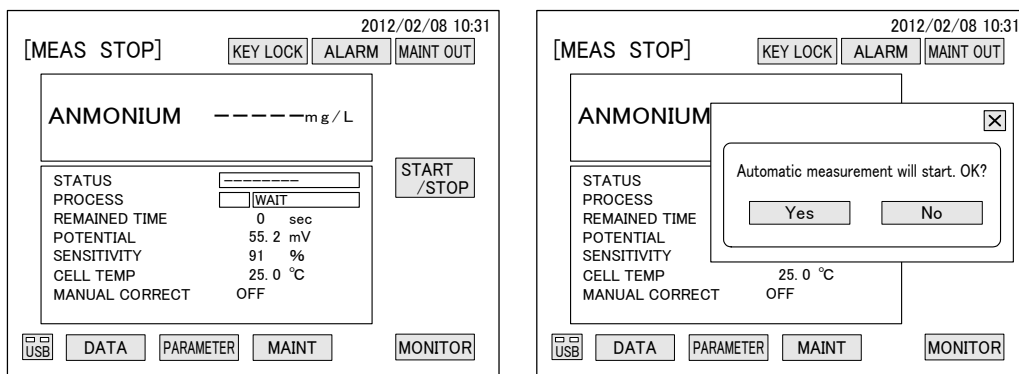 2012/02/08 10:31
[MEAS STOP] KEY LOCK ALARM MAINT OUT
ANMONIUM −−−−−mg/L
STATUS −−−−−−−−
PROCESS WAIT
REMAINED TIME 0 sec
POTENTIAL 55.2 mV
SENSITIVITY 91 %
CELL TEMP 25.0 ℃
MANUAL CORRECT OFF
START
/STOP
USB DATA PARAMETER MAINT MONITOR
2012/02/08 10:31
[MEAS STOP] KEY LOCK ALARM MAINT OUT
ANMONIUM
×
Automatic measurement will start. OK?
Yes No
STATUS
PROCESS
REMAINED TIME
POTENTIAL
SENSITIVITY
CELL TEMP 25.0 ℃
MANUAL CORRECT OFF
USB DATA PARAMETER MAINT MONITOR